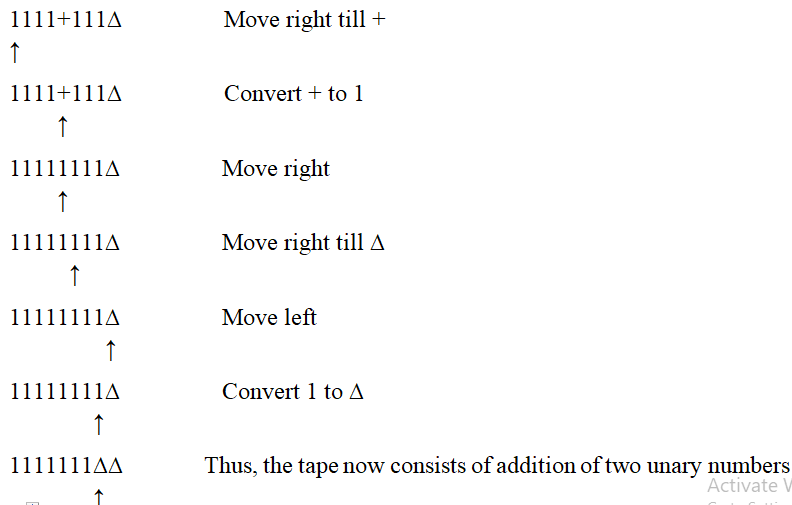 1111+111Δ Move right till +
↑
1111+111Δ Convert + to 1
↑
11111111Δ Move right
↑
11111111Δ Move right till Δ
↑
11111111Δ Move left
↑
11111111Δ Convert 1 to Δ
↑
1111111ΔΔ Thus, the tape now consists of addition of two unary numbers
↑
Activate